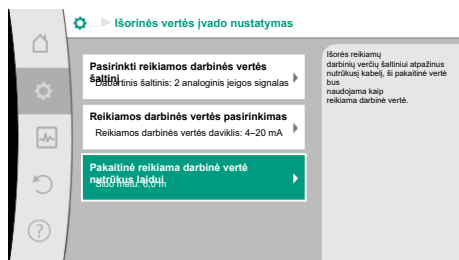 Išorinės vertės įvado nustatymas
Pasirinkti reikiamos darbinės vertės
šaltinį
Dabartinis šaltinis: 2 analoginis įeigos signalas
Reikiamos darbinės vertės pasirinkimas
Reikiamos darbinės vertės daviklis: 4–20 mA
Pakaitinė reikiama darbinė vertė
nutrūkus laidui
Šiuo metu: 6,0 m
Išorės reikiamų
darbinių verčių šaltiniui atpažinus
nutrūkusį kabelį, ši pakaitinė vertė
bus
naudojama kaip
reikiama darbinė vertė.